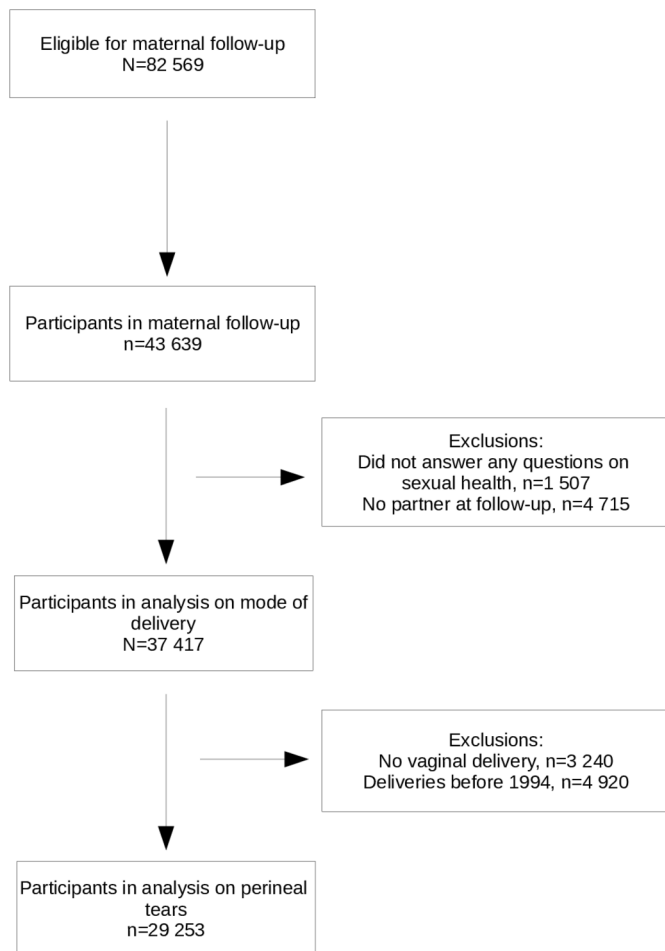 Eligible for maternal follow-up
N=82 569
Participants in maternal follow-up
n=43 639
Exclusions:
Did not answer any questions on
sexual health, n=1 507
No partner at follow-up, n=4 715
Participants in analysis on mode of
delivery
N=37 417
Exclusions:
No vaginal delivery, n=3 240
Deliveries before 1994, n=4 920
Participants in analysis on perineal
tears
n=29 253